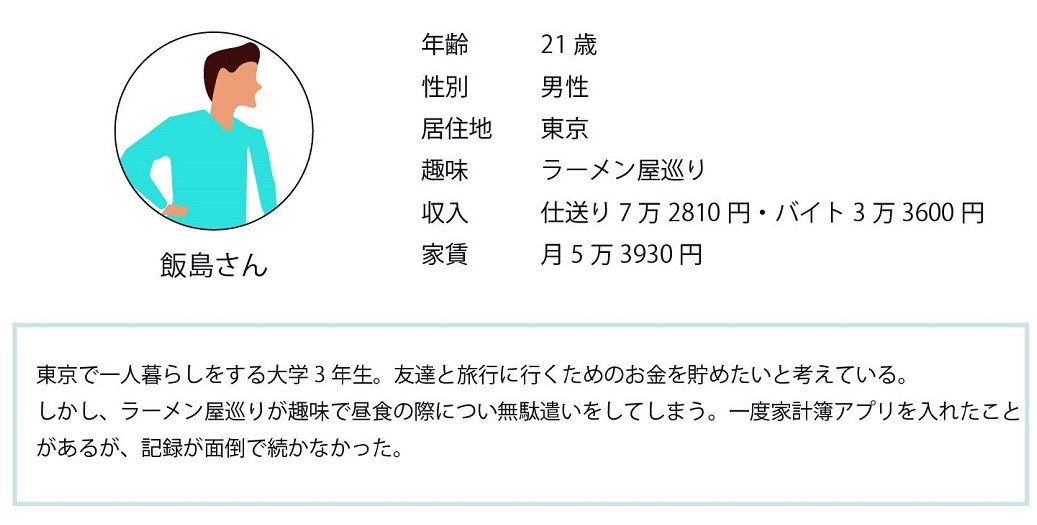 年齢 21 歳
性別 男性
居住地 東京
趣味 ラーメン屋巡り
収入 仕送り 7 万 2810 円・バイト 3 万 3600 円
家賃 月 5 万 3930 円
飯島さん
東京で一人暮らしをする大学 3 年生。友達と旅行に行くためのお金を貯めたいと考えている。
しかし、ラーメン屋巡りが趣味で昼食の際につい無駄遣いをしてしまう。一度家計簿アプリを入れたこと
があるが、記録が面倒で続かなかった。